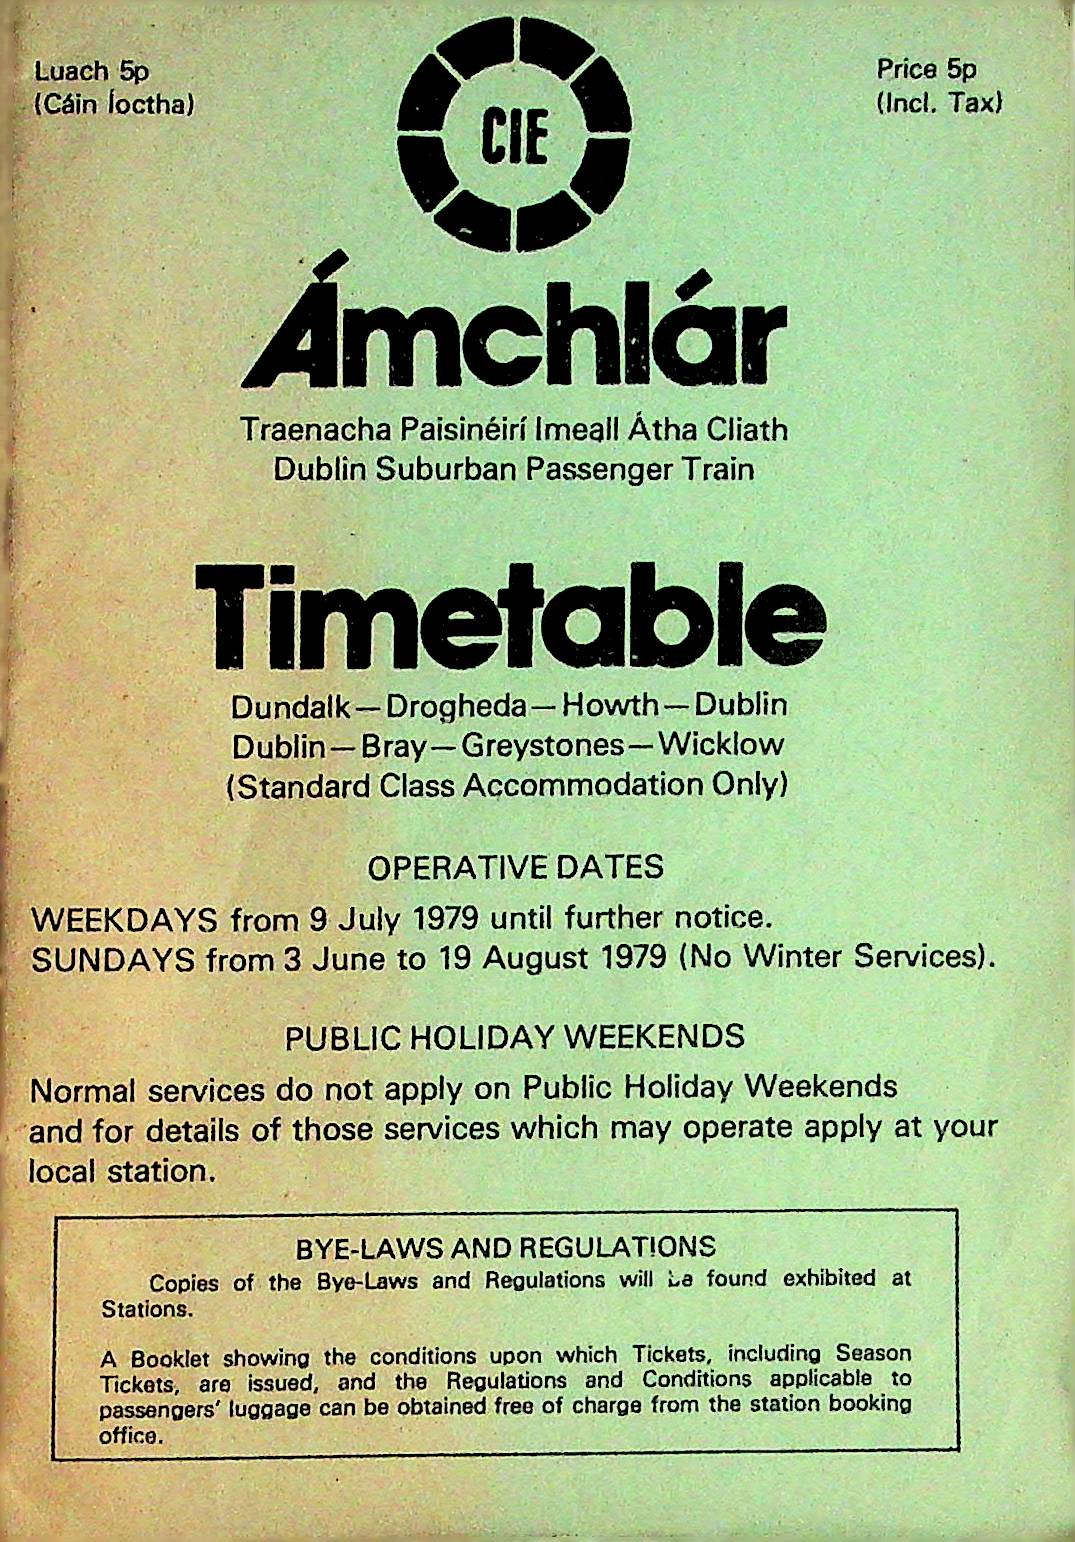 Luach 5p
(Cáin Íoctha)
Price 5p
(Incl. Tax)
CIE
Ámchlár
Traenacha Paisinéirí Imeall Átha Cliath
Dublin Suburban Passenger Train
Timetable
Dundalk—Drogheda—Howth—Dublin
Dublin—Bray—Greystones—Wicklow
(Standard Class Accommodation Only)
OPERATIVE DATES
WEEKDAYS from 9 July 1979 until further notice.
SUNDAYS from 3 June to 19 August 1979 (No Winter Services).
PUBLIC HOLIDAY WEEKENDS
Normal services do not apply on Public Holiday Weekends
and for details of those services which may operate apply at your
local station.
BYE-LAWS AND REGULATIONS
Copies of the Bye-Laws and Regulations will be found exhibited at
Stations.
A Booklet showing the conditions upon which Tickets, including Season
Tickets, are issued, and the Regulations and Conditions applicable to
passengers' luggage can be obtained free of charge from the station booking
office.